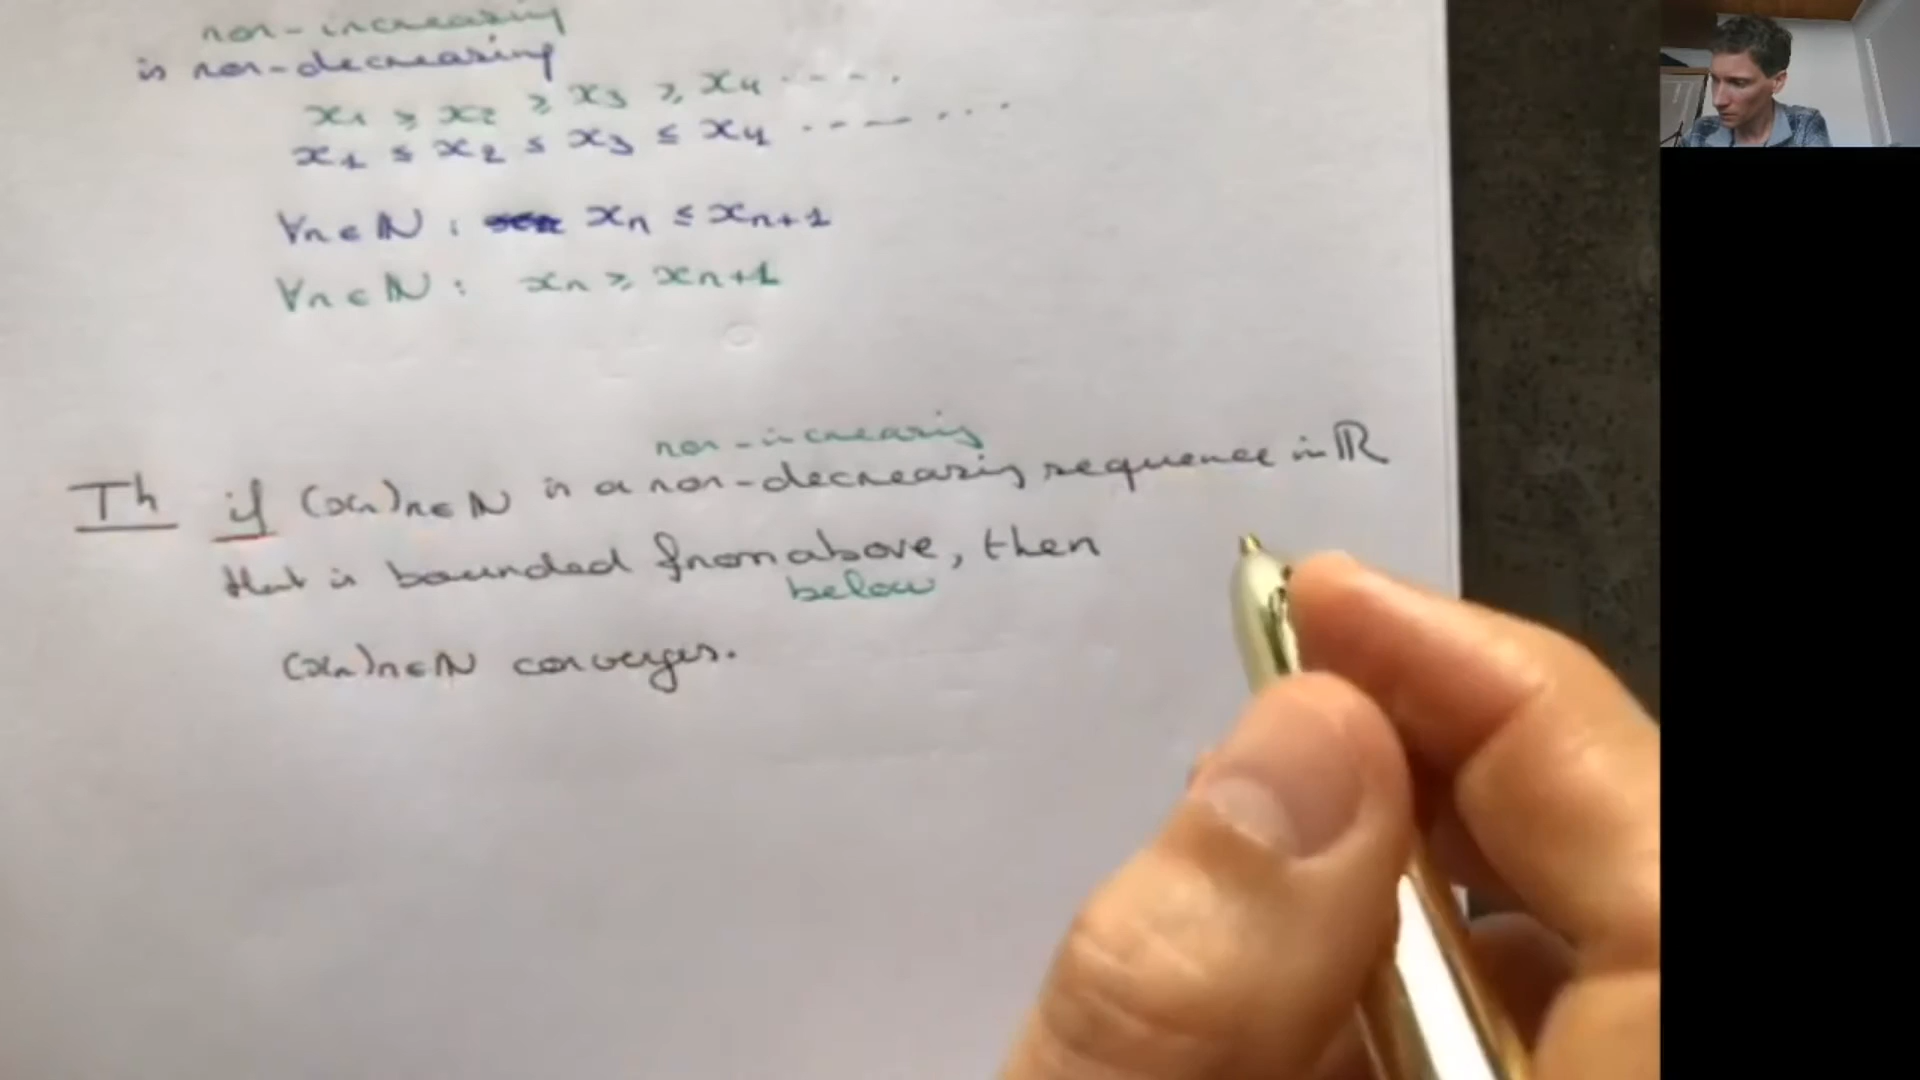 non-increasing
is non-decreasing
x₁ ≥ x₂ ≥ x₃ ≥ x₄ ----.
x₁ ≤ x₂ ≤ x₃ ≤ x₄ -------...
∀n∈ℕ: xₙ ≤ xₙ₊₁
∀n∈ℕ: xₙ ≥ xₙ₊₁
non-increasing
Th if (xₙ)n∈ℕ is a non-decreasing sequence in ℝ
that is bounded from above, then
below
(xₙ)n∈ℕ converges.